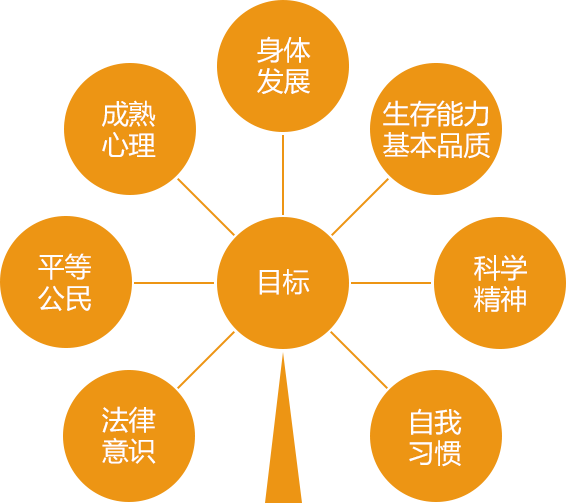 身体
发展
成熟
心理
生存能力
基本品质
平等
公民
目标
科学
精神
法律
意识
自我
习惯